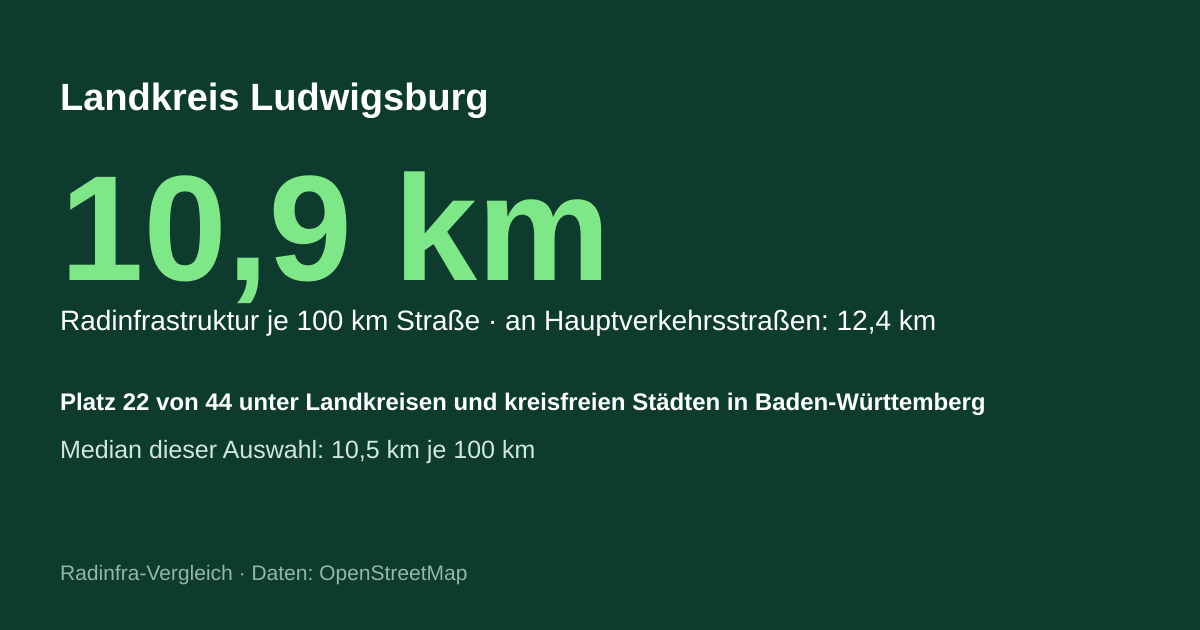 Landkreis Ludwigsburg
10,9 km
Radinfrastruktur je 100 km Straße · an Hauptverkehrsstraßen: 12,4 km
Platz 22 von 44 unter Landkreisen und kreisfreien Städten in Baden-Württemberg
Median dieser Auswahl: 10,5 km je 100 km
Radinfra-Vergleich · Daten: OpenStreetMap